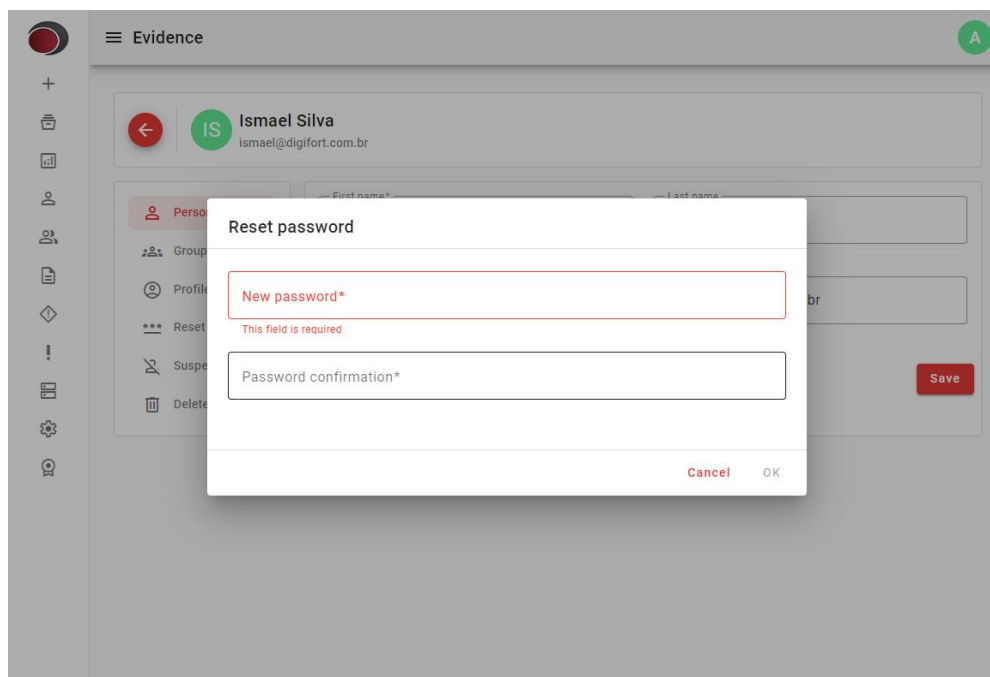 Evidence
A
IS
Ismael Silva
ismael@digifort.com.br
First name*
Last name
Perso
Group
Profile
Reset
Suspe
Delete
br
Save
Reset password
New password*
This field is required
Password confirmation*
Cancel
OK